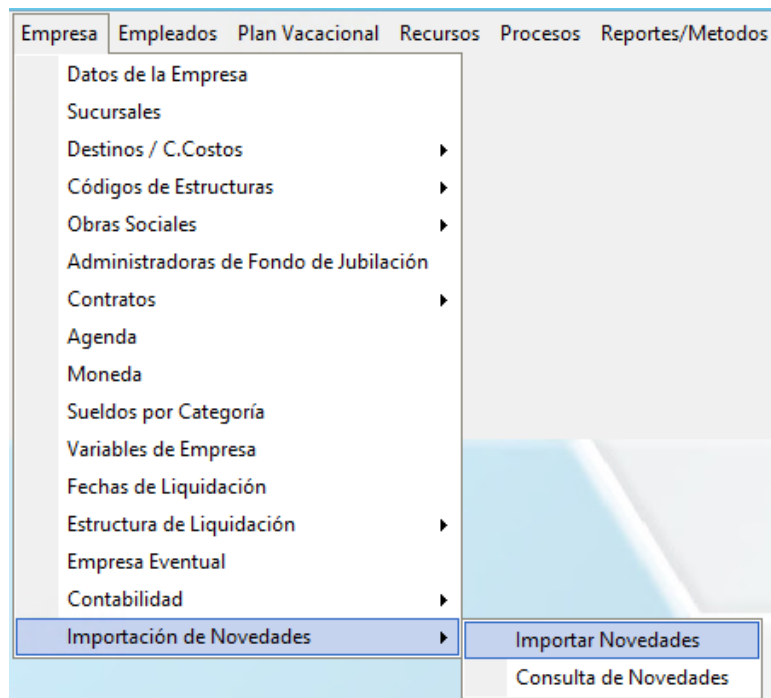 Empresa Empleados Plan Vacacional Recursos Procesos Reportes/Metodos
Datos de la Empresa
Sucursales
Destinos / C.Costos
Códigos de Estructuras
Obras Sociales
Administradoras de Fondo de Jubilación
Contratos
Agenda
Moneda
Sueldos por Categoría
Variables de Empresa
Fechas de Liquidación
Estructura de Liquidación
Empresa Eventual
Contabilidad
Importación de Novedades
Importar Novedades
Consulta de Novedades